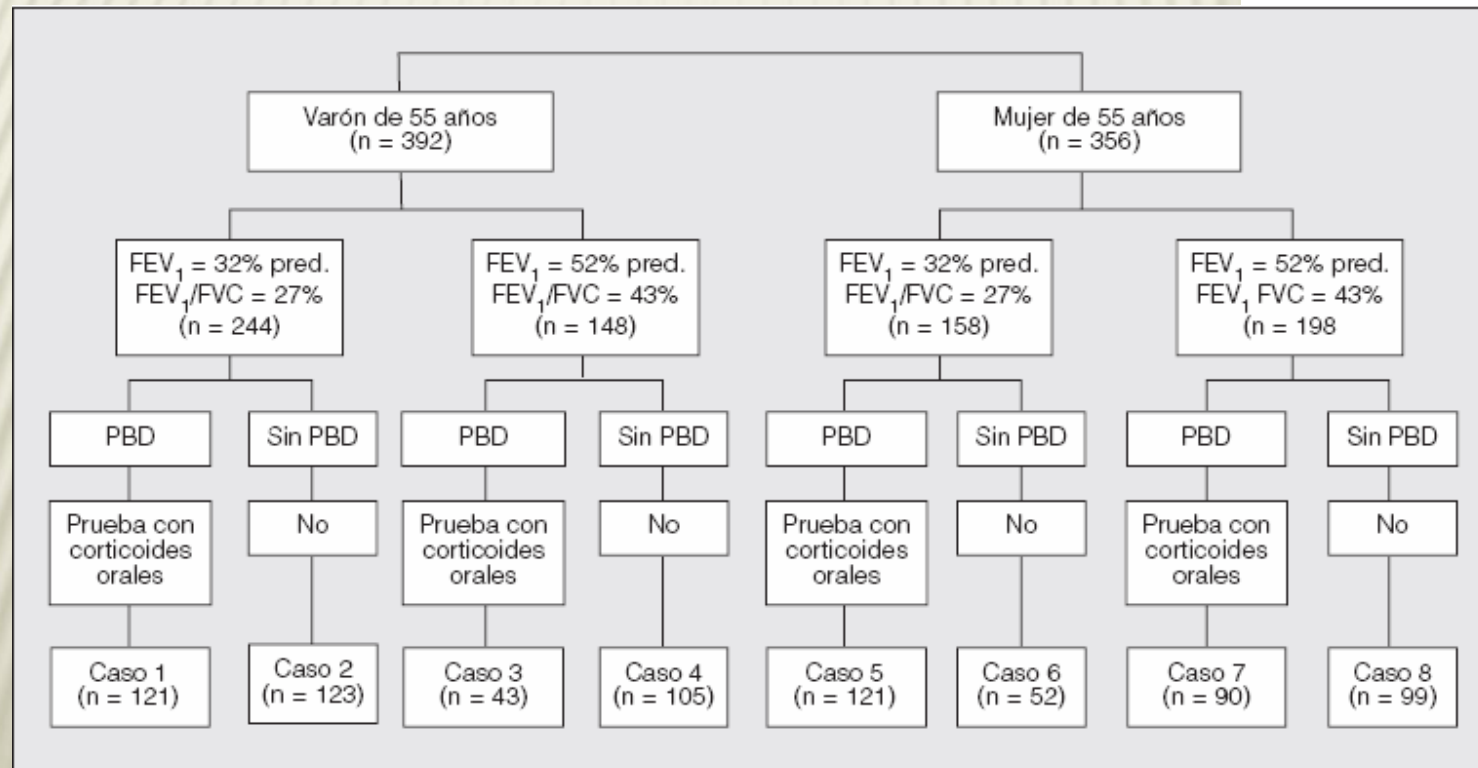 Varón de 55 años
(n = 392)
Mujer de 55 años
(n = 356)
FEV1 = 32% pred.
FEV1/FVC = 27%
(n = 244)
FEV1 = 52% pred.
FEV1/FVC = 43%
(n = 148)
FEV1 = 32% pred.
FEV1/FVC = 27%
(n = 158)
FEV1 = 52% pred.
FEV1 FVC = 43%
(n = 198
PBD
Sin PBD
PBD
Sin PBD
PBD
Sin PBD
PBD
Sin PBD
Prueba con
corticoides
orales
No
Prueba con
corticoides
orales
No
Prueba con
corticoides
orales
No
Prueba con
corticoides
orales
No
Caso 1
(n = 121)
Caso 2
(n = 123)
Caso 3
(n = 43)
Caso 4
(n = 105)
Caso 5
(n = 121)
Caso 6
(n = 52)
Caso 7
(n = 90)
Caso 8
(n = 99)